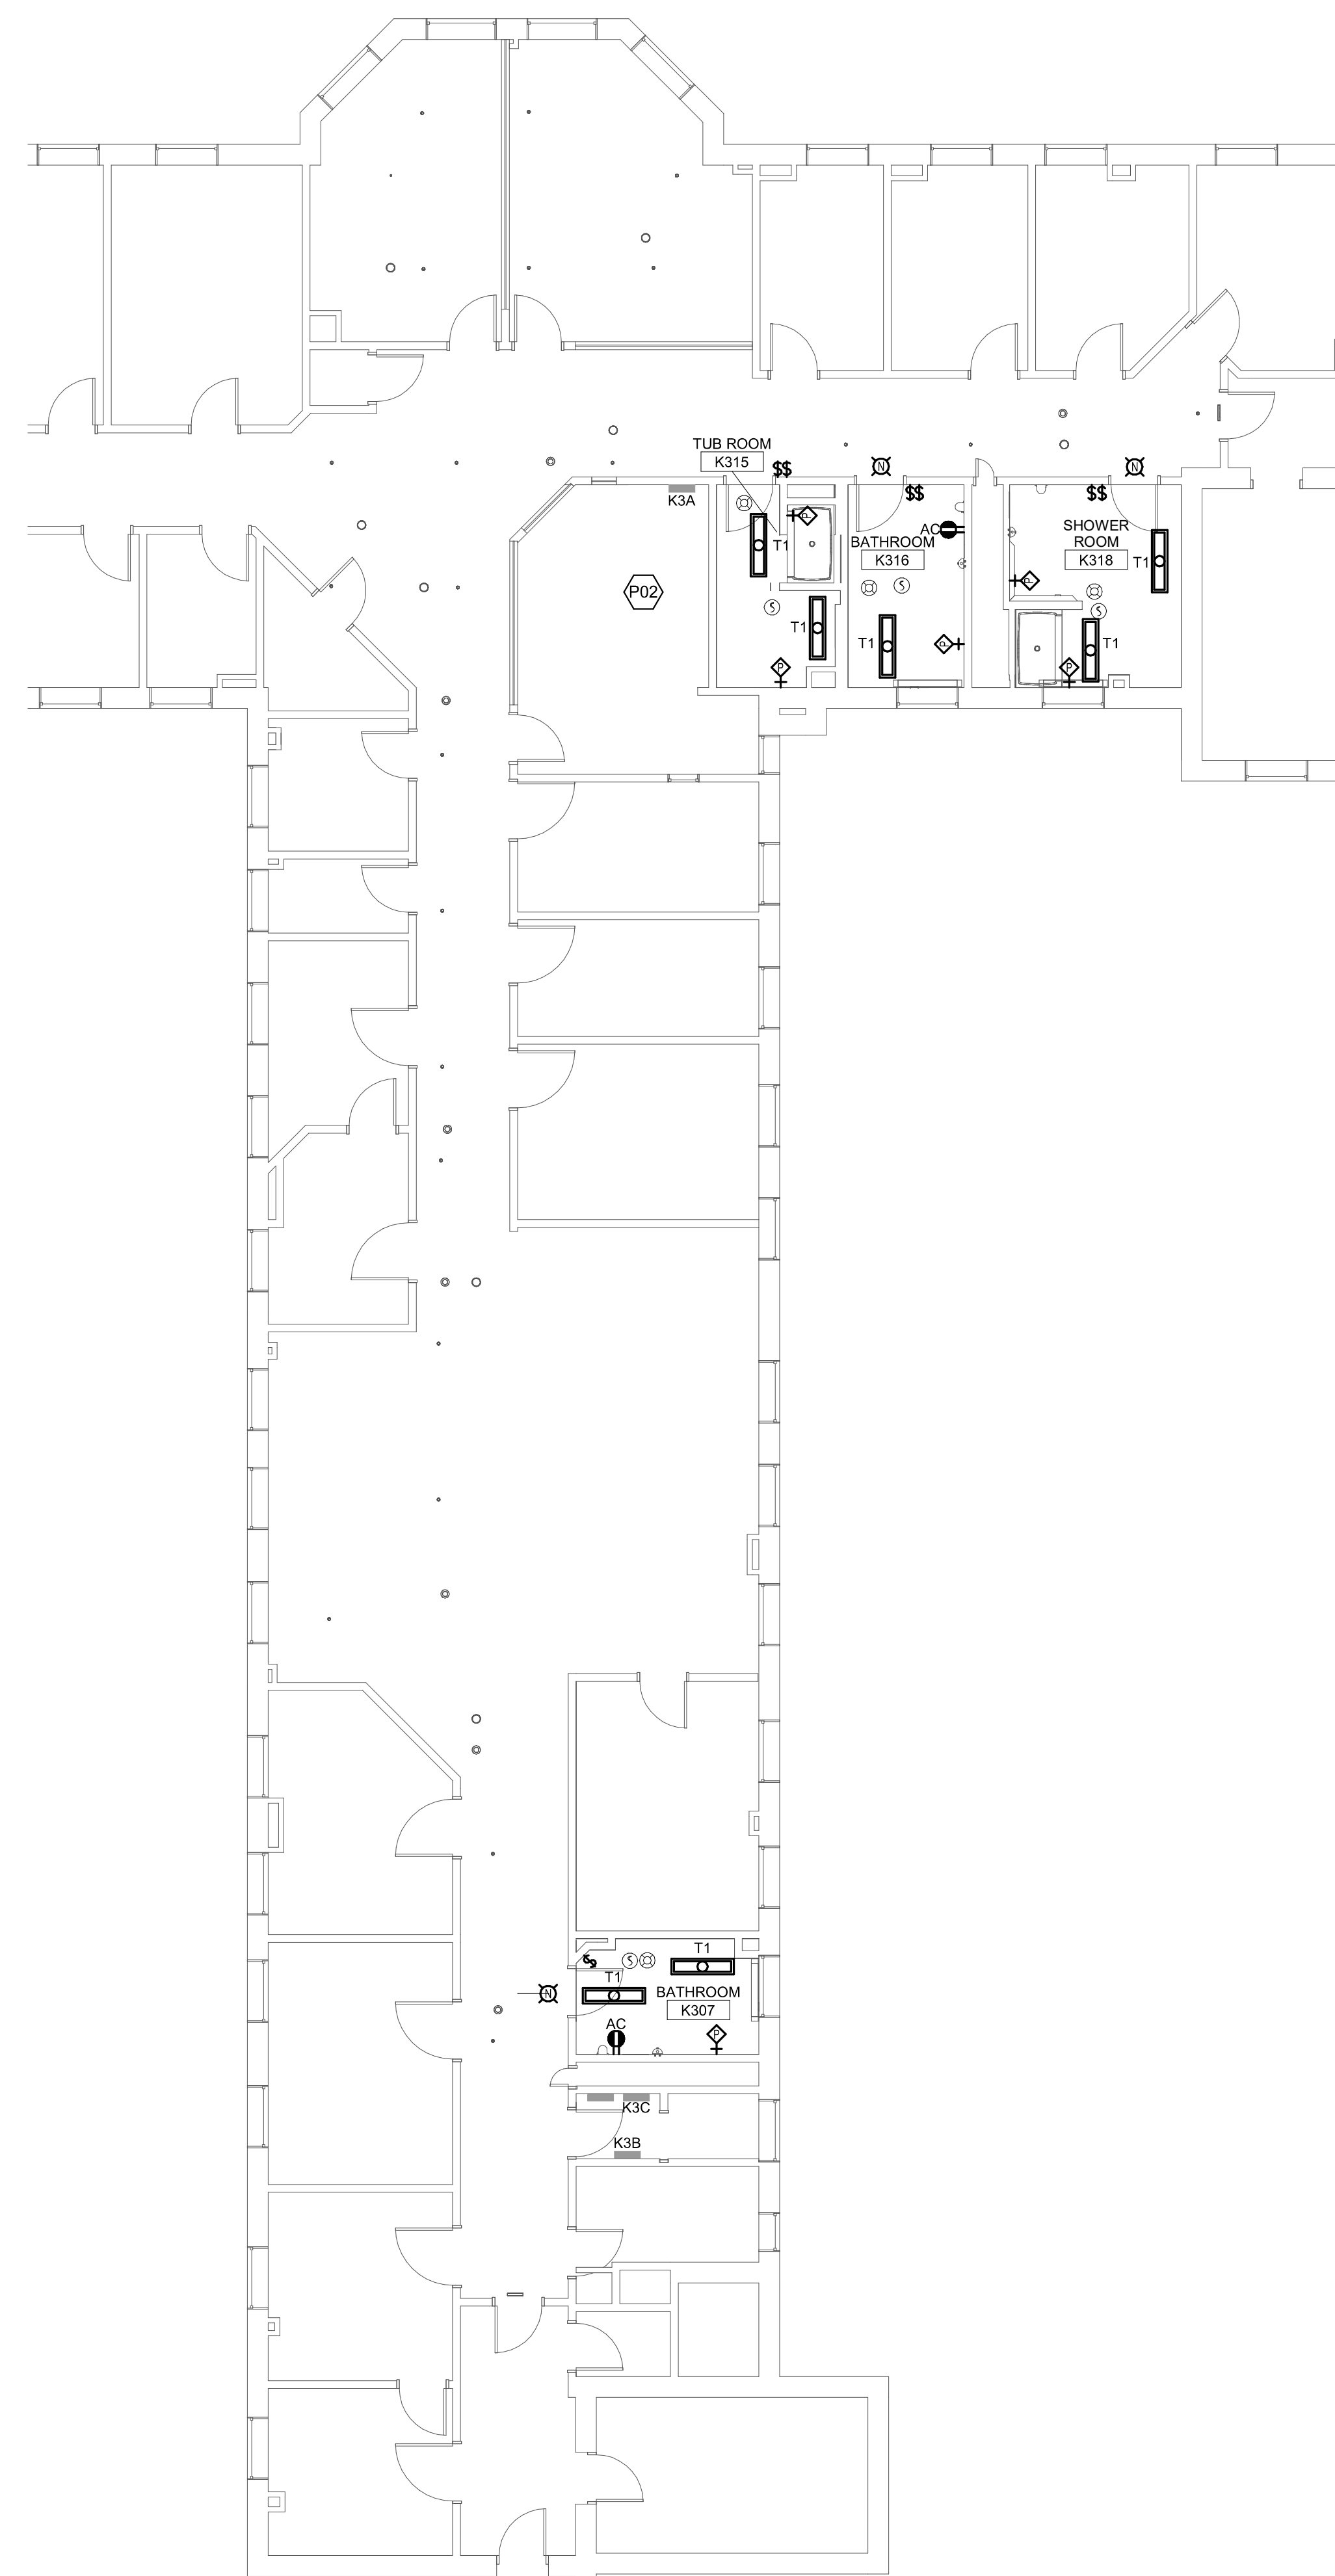 TUB ROOM
K315
$$
N
N
K3A
$$
$$
P
T1
AC
BATHROOM
K316
SHOWER
ROOM
K318
T1
P02
P
S
S
S
T1
T1
P
T1
P
P
$$
S
T1
T1
N
BATHROOM
K307
AC
P
K3C
K3B